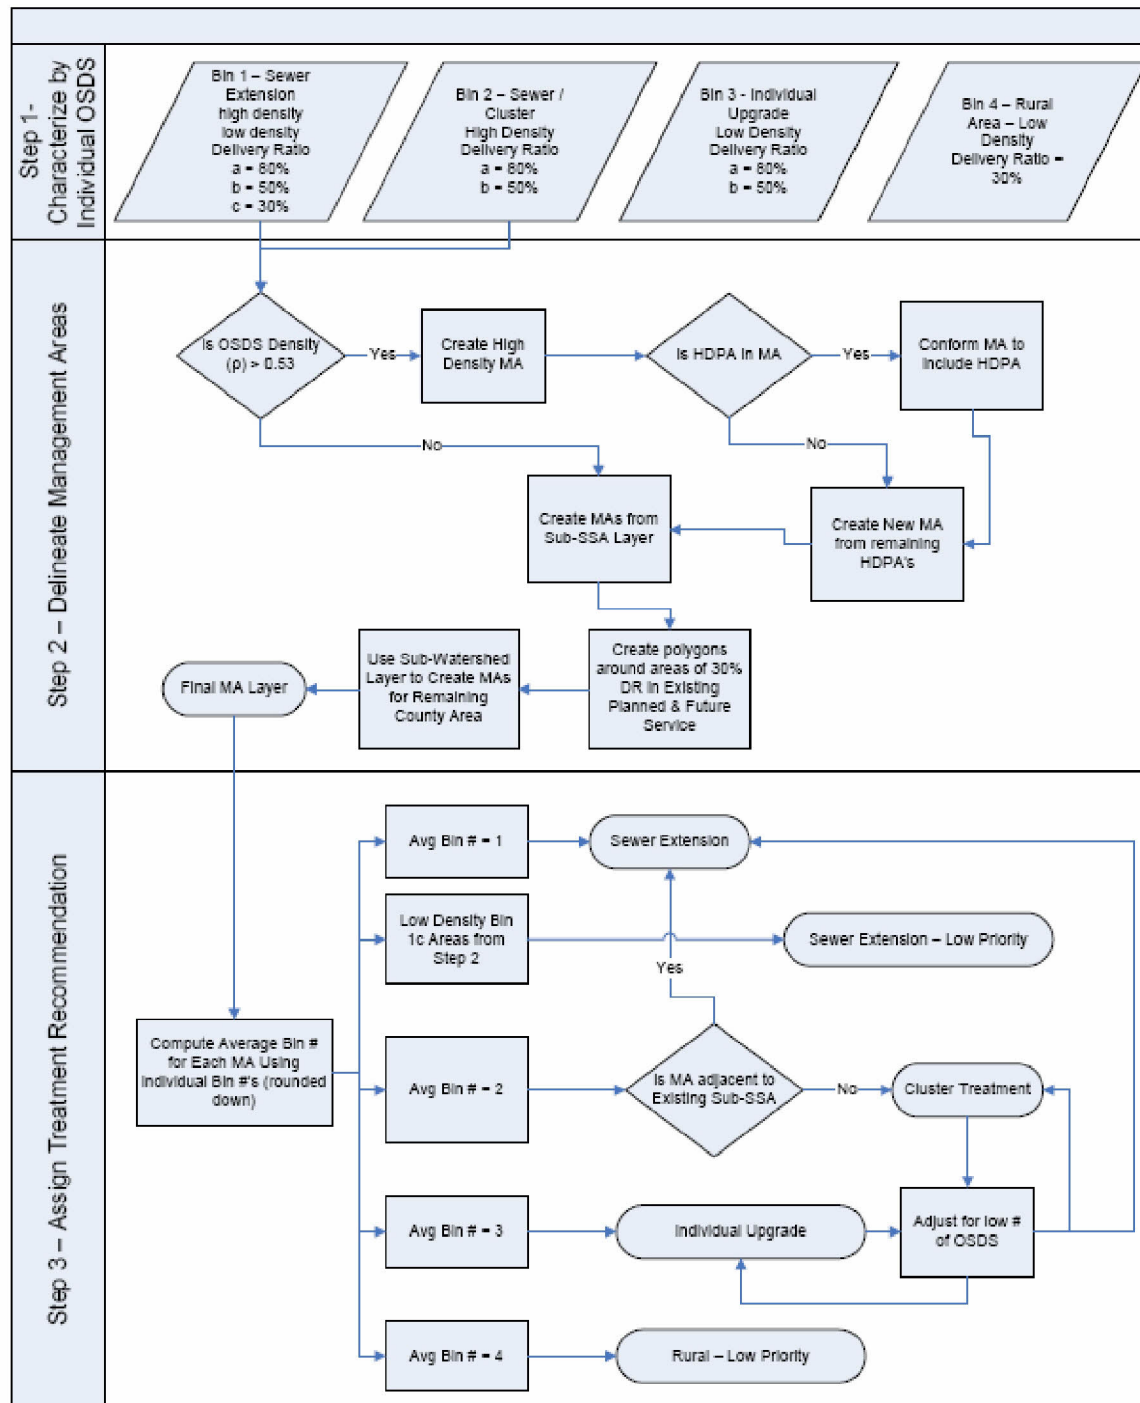 Step 1-
Characterize by
Individual OSDS
Bin 1 – Sewer
Extension
high density
low density
Delivery Ratio
a = 80%
b = 50%
c = 30%
Bin 2 – Sewer /
Cluster
High Density
Delivery Ratio
a = 80%
b = 50%
Bin 3 - Individual
Upgrade
Low Density
Delivery Ratio
a = 80%
b = 50%
Bin 4 – Rural
Area – Low
Density
Delivery Ratio =
30%
Step 2 – Delineate Management Areas
Is OSDS Density
(ρ) > 0.53
Yes
Create High
Density MA
Is HDPA in MA
Yes
Conform MA to
Include HDPA
No
No
Create MAs from
Sub-SSA Layer
Create New MA
from remaining
HDPA's
Final MA Layer
Use Sub-Watershed
Layer to Create MAs
for Remaining
County Area
Create polygons
around areas of 30%
DR in Existing
Planned & Future
Service
Step 3 – Assign Treatment Recommendation
Avg Bin # = 1
Sewer Extension
Low Density Bin
1c Areas from
Step 2
Sewer Extension – Low Priority
Yes
Compute Average Bin #
for Each MA Using
Individual Bin #'s (rounded
down)
Avg Bin # = 2
Is MA adjacent to
Existing Sub-SSA
No
Cluster Treatment
Avg Bin # = 3
Individual Upgrade
Adjust for low #
of OSDS
Avg Bin # = 4
Rural – Low Priority